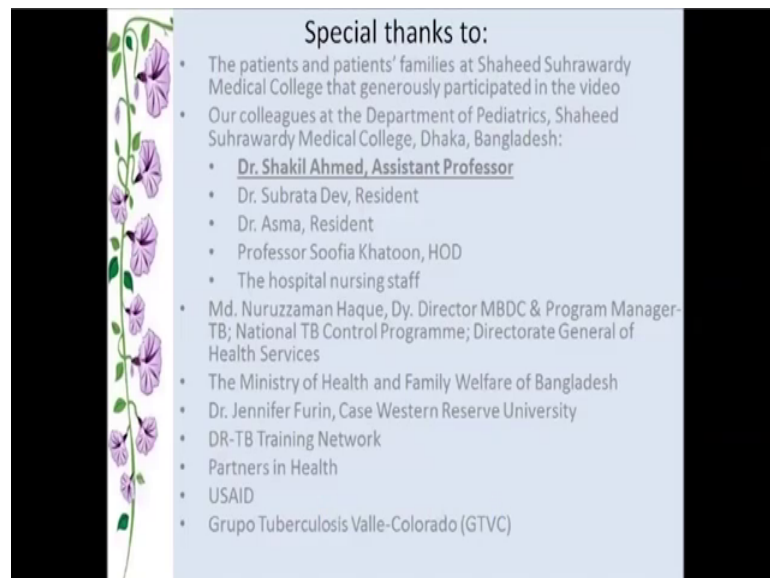 Special thanks to:
• The patients and patients' families at Shaheed Suhrawardy
Medical College that generously participated in the video
• Our colleagues at the Department of Pediatrics, Shaheed
Suhrawardy Medical College, Dhaka, Bangladesh:
• Dr. Shakil Ahmed, Assistant Professor
• Dr. Subrata Dev, Resident
• Dr. Asma, Resident
• Professor Soofia Khatoon, HOD
• The hospital nursing staff
• Md. Nuruzzaman Haque, Dy. Director MBDC & Program Manager-
TB; National TB Control Programme; Directorate General of
Health Services
• The Ministry of Health and Family Welfare of Bangladesh
• Dr. Jennifer Furin, Case Western Reserve University
• DR-TB Training Network
• Partners in Health
• USAID
• Grupo Tuberculosis Valle-Colorado (GTVC)